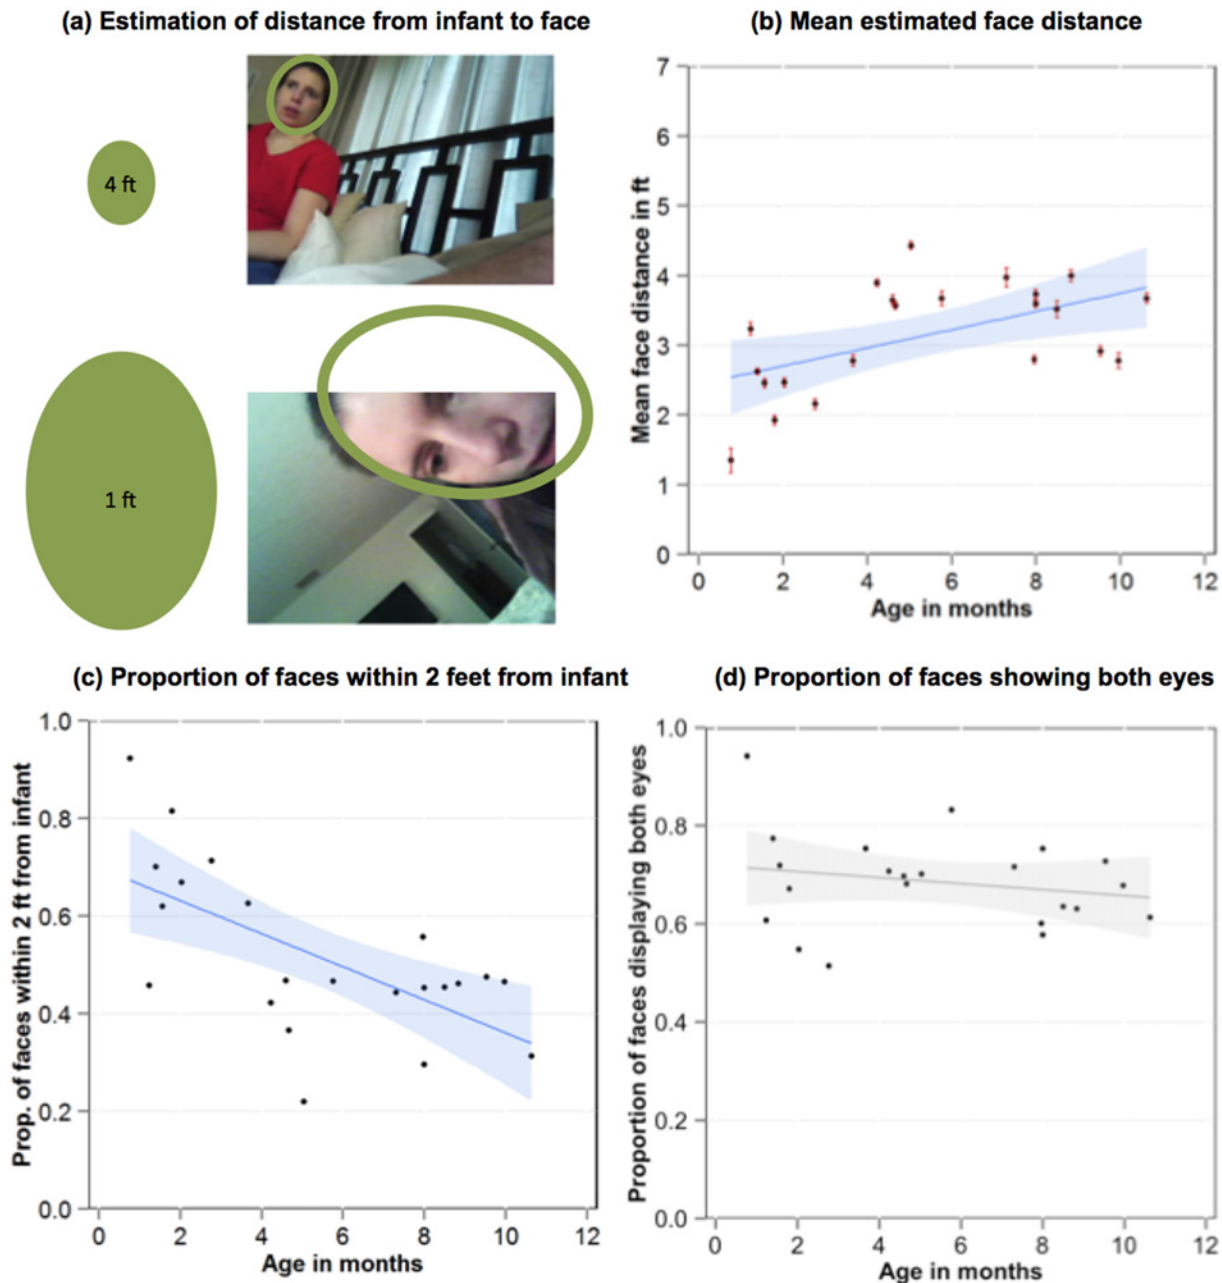 (a) Estimation of distance from infant to face
4 ft
1 ft
(b) Mean estimated face distance
Mean face distance in ft
7
6
5
4
3
2
1
0
0 2 4 6 8 10 12
Age in months
(c) Proportion of faces within 2 feet from infant
Prop. of faces within 2 ft from infant
1.0
0.8
0.6
0.4
0.2
0.0
0 2 4 6 8 10 12
Age in months
(d) Proportion of faces showing both eyes
Proportion of faces displaying both eyes
1.0
0.8
0.6
0.4
0.2
0.0
0 2 4 6 8 10 12
Age in months